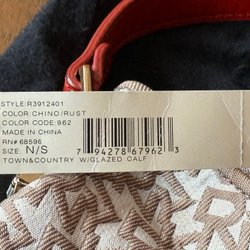 STYLE:R3912401
COLOR:CHINO/RUST
COLOR CODE:962
MADE IN CHINA
RN# 68596
SIZE: N/S
7 94278 67962 3
TOWN&COUNTRY W/GLAZED CALF